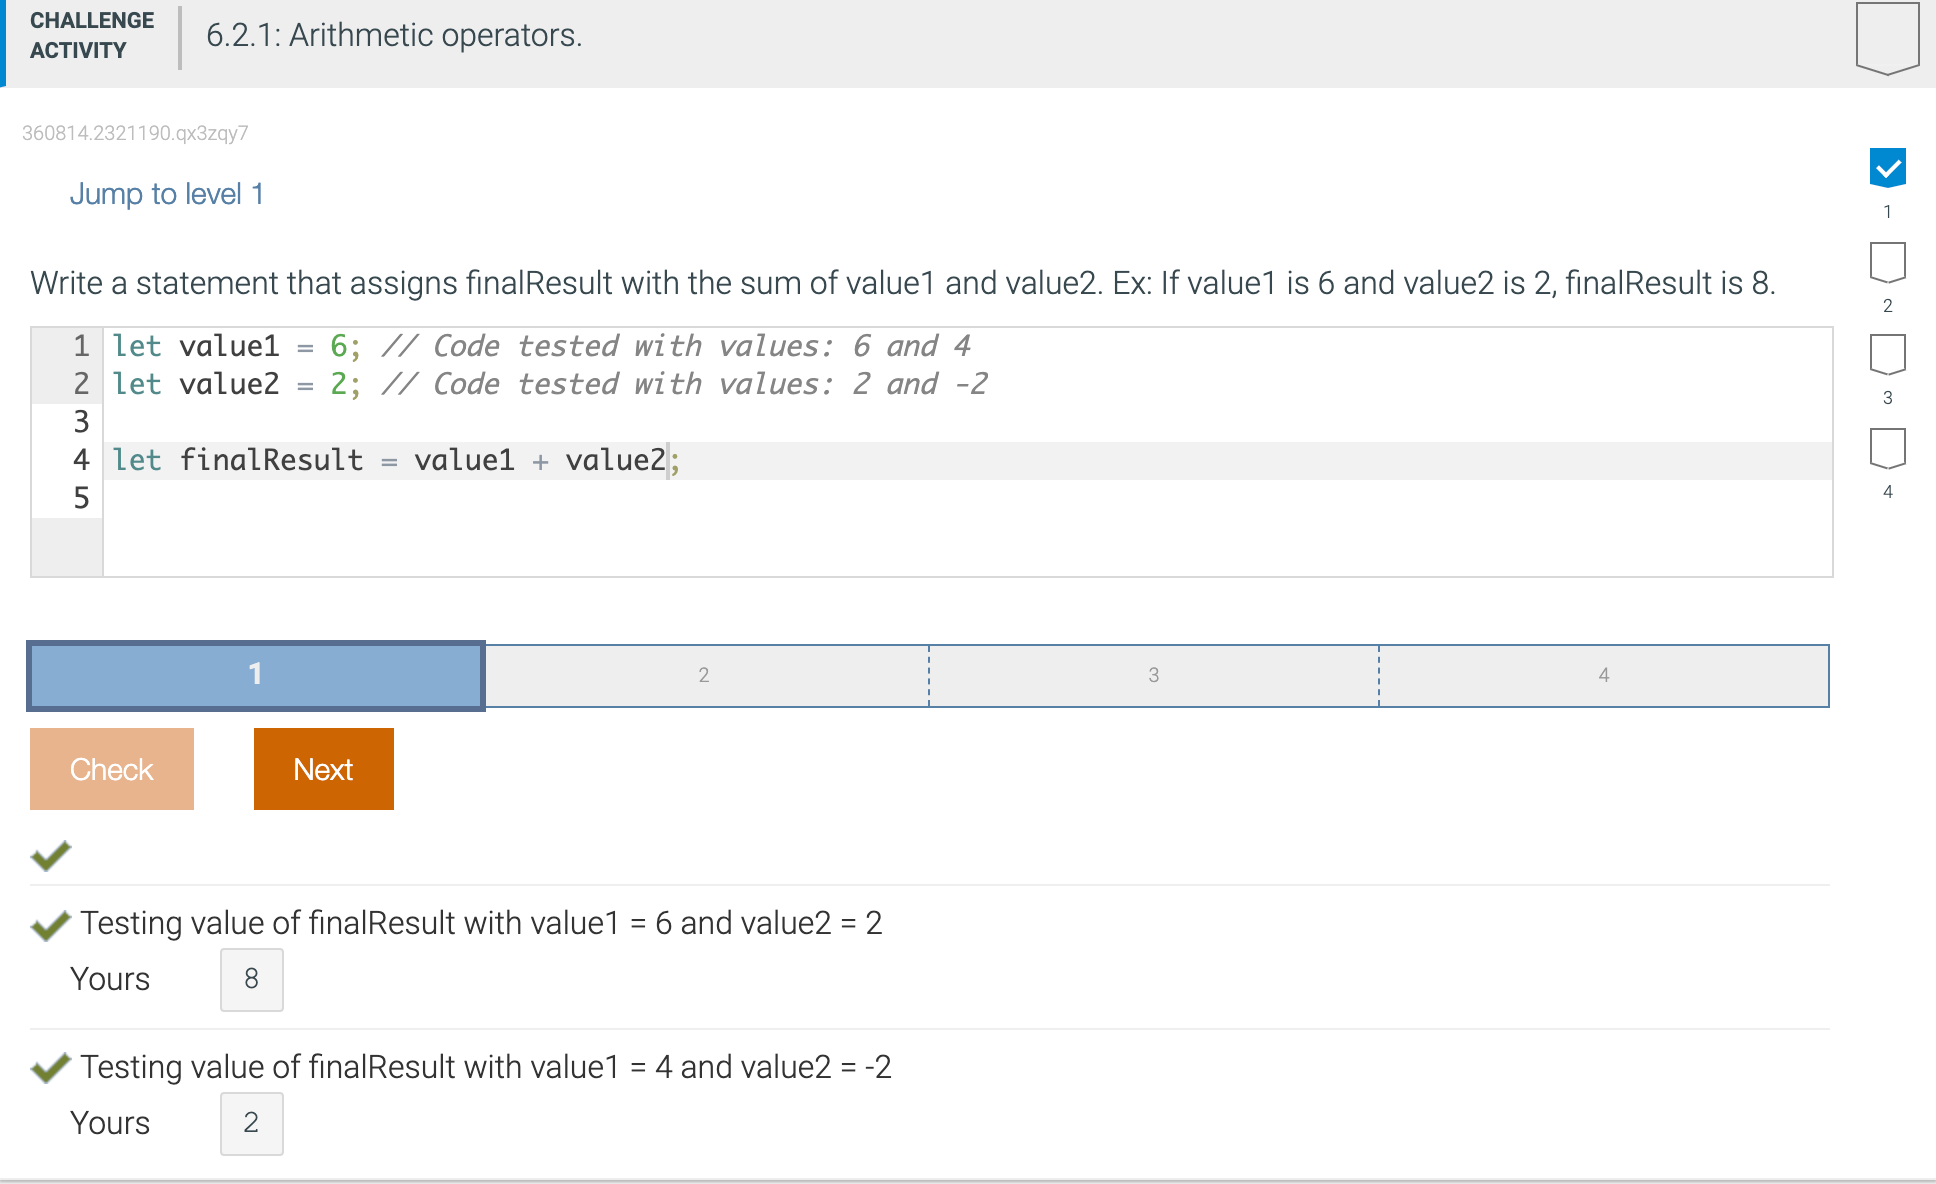 CHALLENGE
ACTIVITY
6.2.1: Arithmetic operators.
360814.2321190.qx3zqy7
Jump to level 1
1
2
3
4
Write a statement that assigns finalResult with the sum of value1 and value2. Ex: If value1 is 6 and value2 is 2, finalResult is 8.
1 let value1 = 6; // Code tested with values: 6 and 4
2 let value2 = 2; // Code tested with values: 2 and -2
3
4 let finalResult = value1 + value2;
5
1 2 3 4
Check Next
Testing value of finalResult with value1 = 6 and value2 = 2
Yours 8
Testing value of finalResult with value1 = 4 and value2 = -2
Yours 2